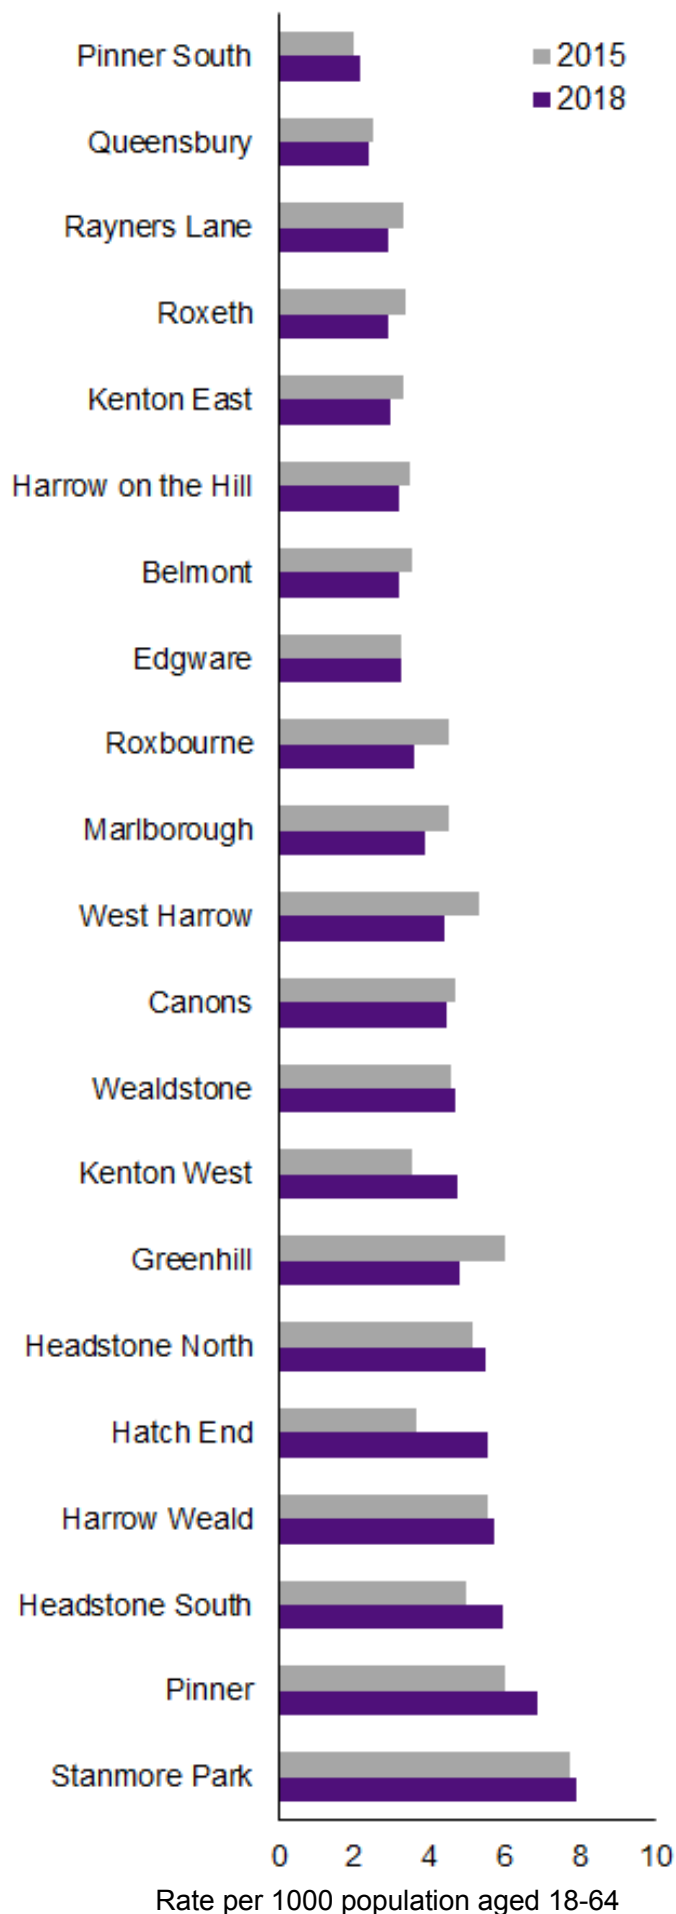 Pinner South
2015
2018
Queensbury
Rayners Lane
Roxeth
Kenton East
Harrow on the Hill
Belmont
Edgware
Roxbourne
Marlborough
West Harrow
Canons
Wealdstone
Kenton West
Greenhill
Headstone North
Hatch End
Harrow Weald
Headstone South
Pinner
Stanmore Park
0 2 4 6 8 10
Rate per 1000 population aged 18-64